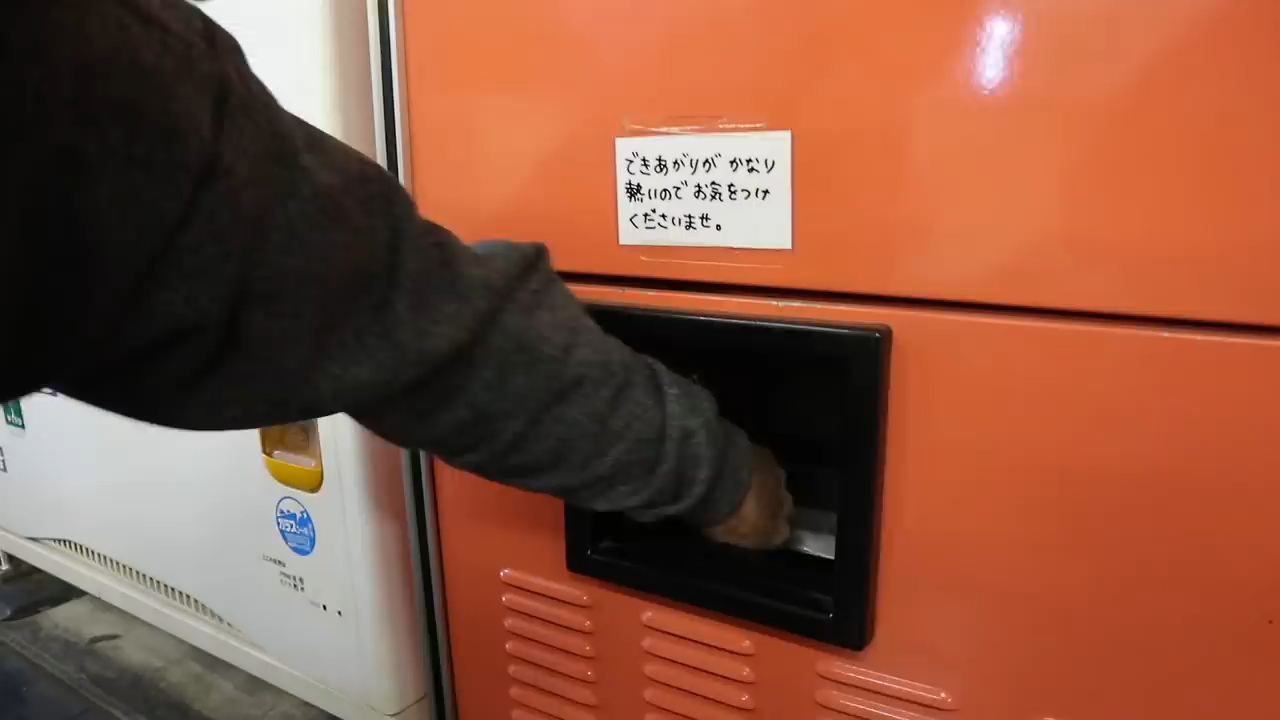 できあがりが かなり
熱いので お気をつけ
くださいませ。